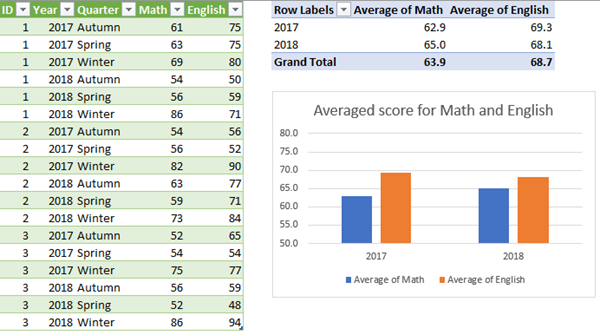 ID Year Quarter Math English
1 2017 Autumn 61 75
1 2017 Spring 63 75
1 2017 Winter 69 80
1 2018 Autumn 54 50
1 2018 Spring 56 59
1 2018 Winter 86 71
2 2017 Autumn 54 56
2 2017 Spring 56 52
2 2017 Winter 82 90
2 2018 Autumn 63 77
2 2018 Spring 59 71
2 2018 Winter 73 84
3 2017 Autumn 52 65
3 2017 Spring 54 54
3 2017 Winter 75 77
3 2018 Autumn 56 59
3 2018 Spring 52 48
3 2018 Winter 86 94
Row Labels Average of Math Average of English
2017 62.9 69.3
2018 65.0 68.1
Grand Total 63.9 68.7
Averaged score for Math and English
80.0
75.0
70.0
65.0
60.0
55.0
50.0
2017 2018
Average of Math Average of English